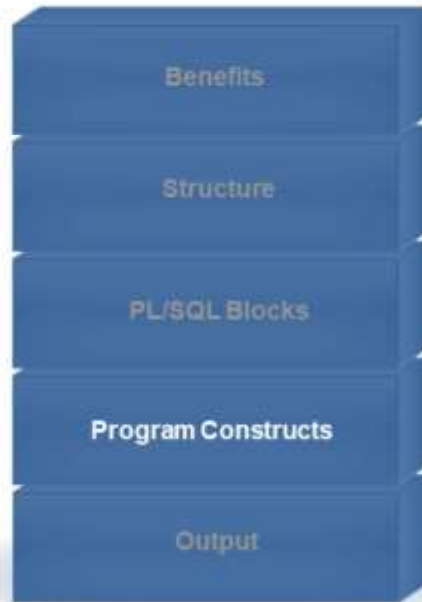 Benefits
Structure
PL/SQL Blocks
Program Constructs
Output